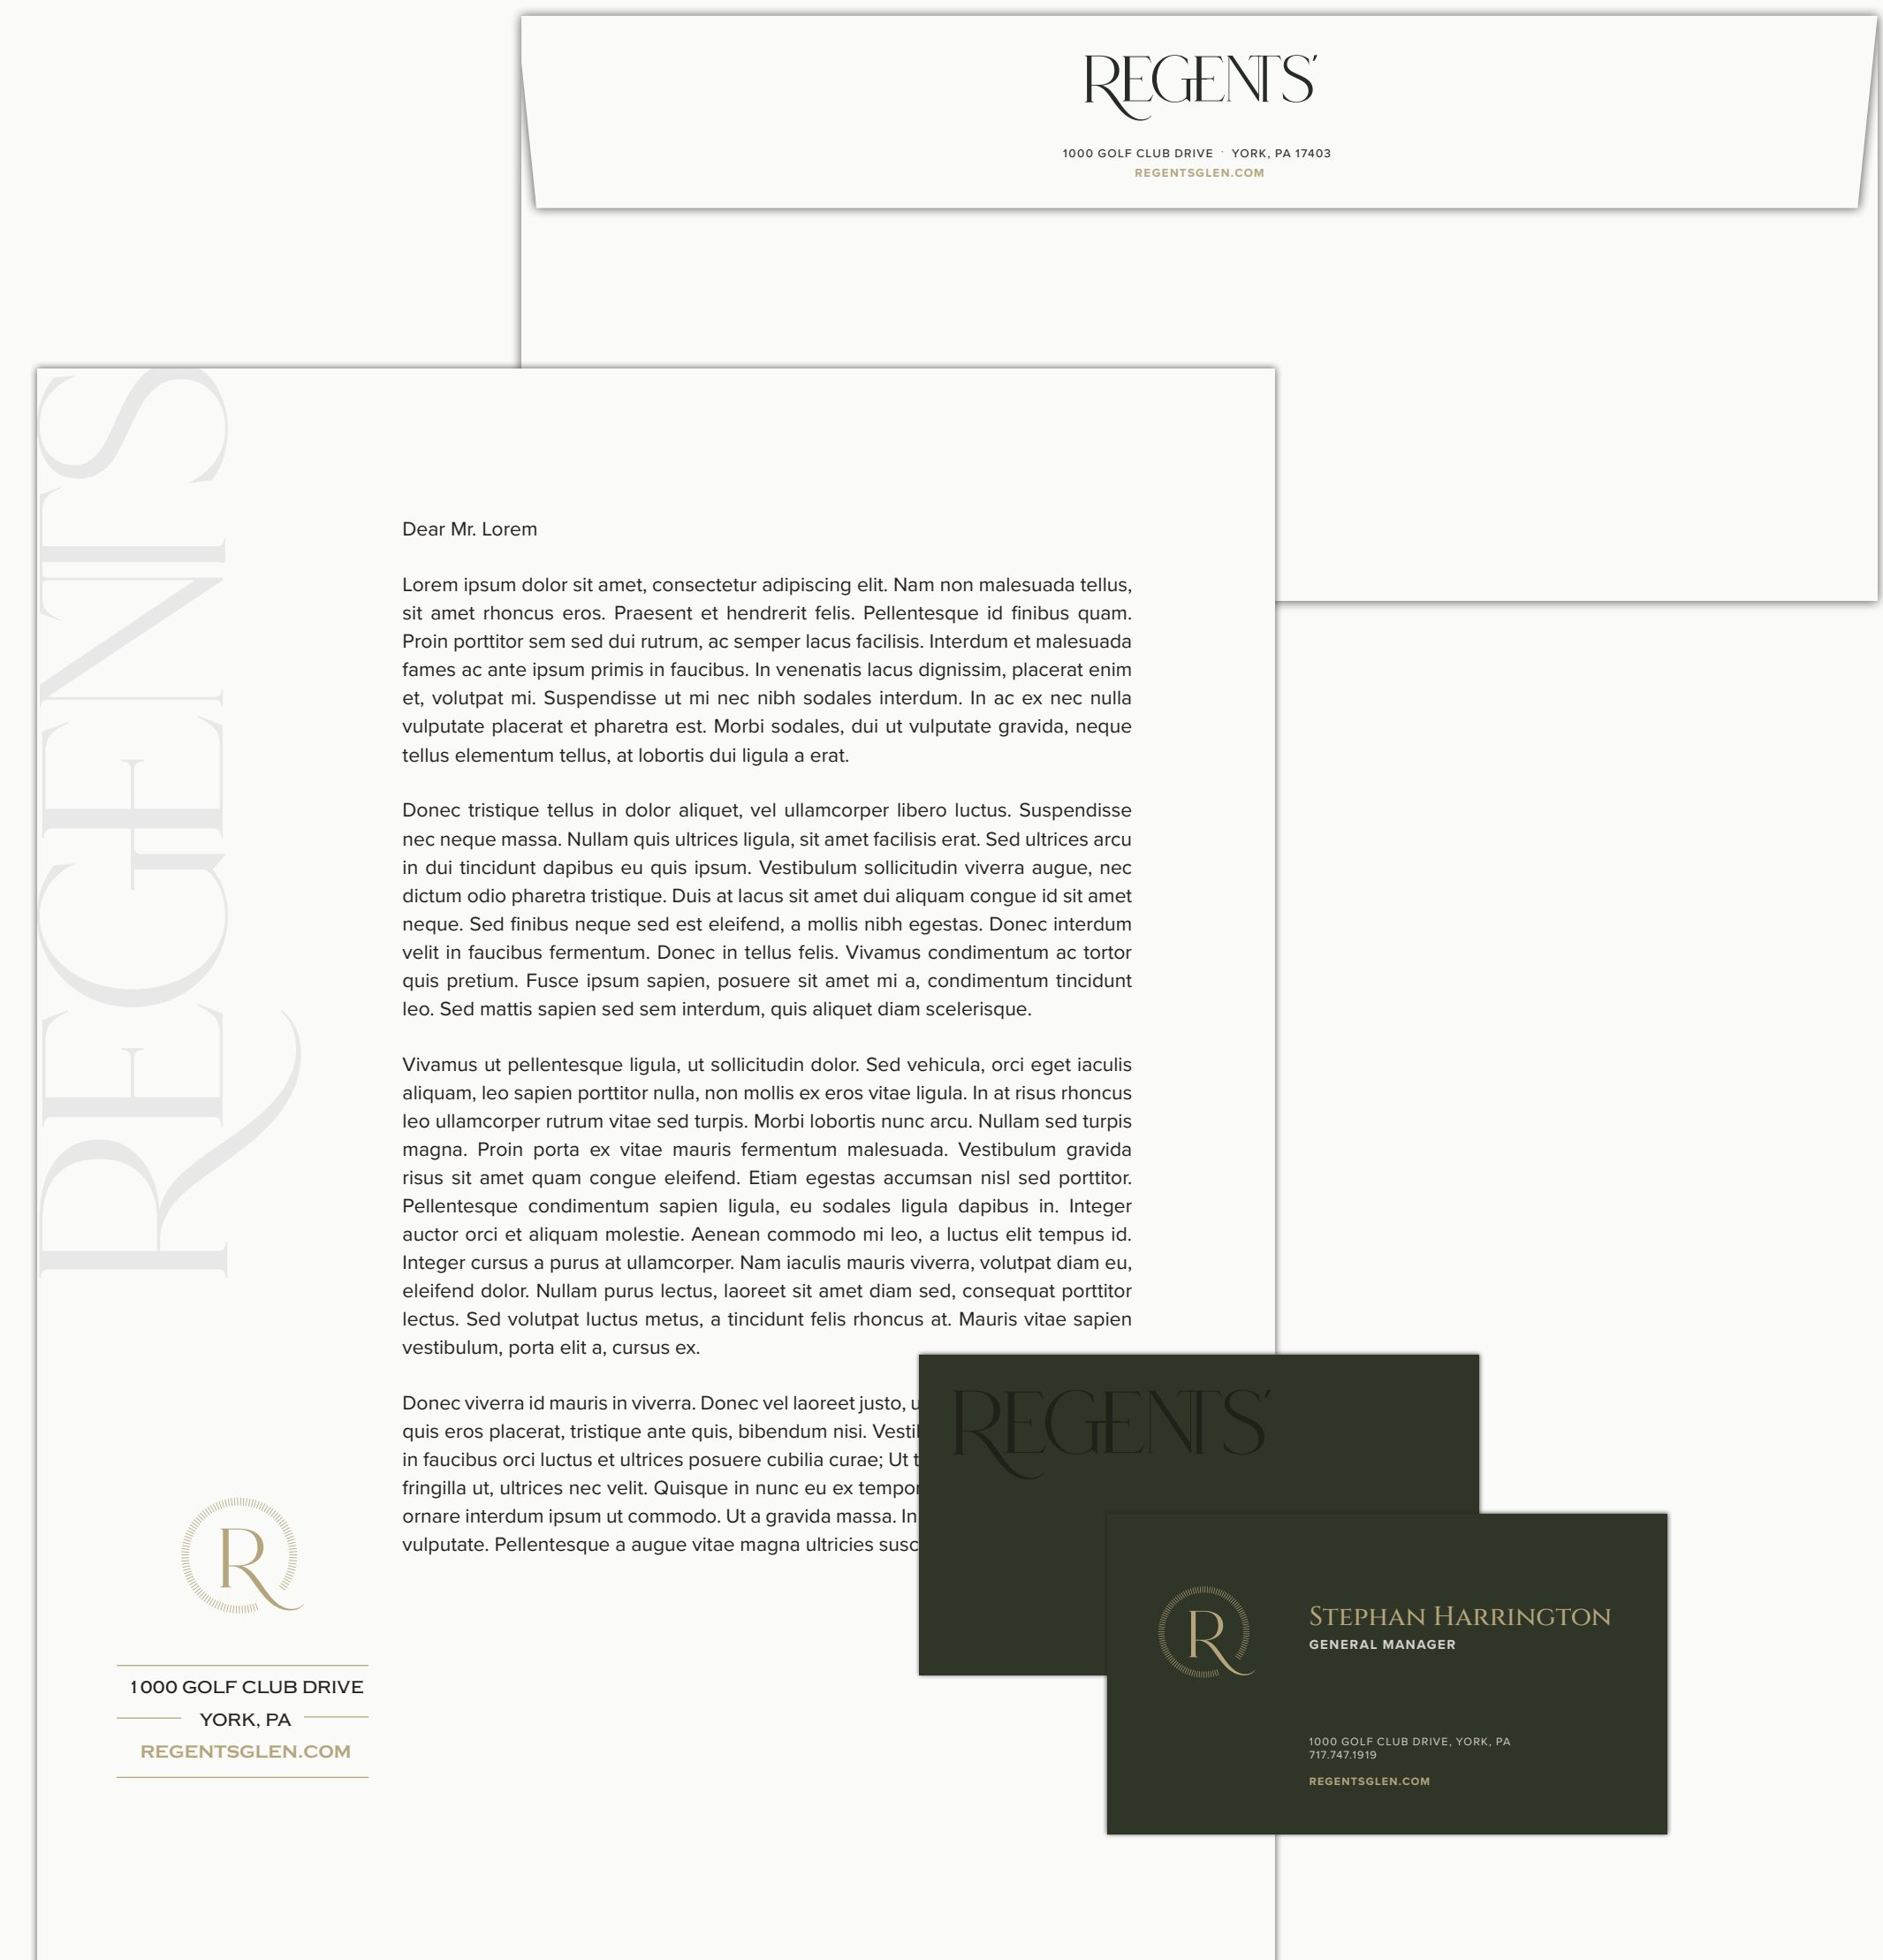 REGENTS'
1000 GOLF CLUB DRIVE · YORK, PA 17403
REGENTSGLEN.COM
REGENTS
Dear Mr. Lorem
Lorem ipsum dolor sit amet, consectetur adipiscing elit. Nam non malesuada tellus,
sit amet rhoncus eros. Praesent et hendrerit felis. Pellentesque id finibus quam.
Proin porttitor sem sed dui rutrum, ac semper lacus facilisis. Interdum et malesuada
fames ac ante ipsum primis in faucibus. In venenatis lacus dignissim, placerat enim
et, volutpat mi. Suspendisse ut mi nec nibh sodales interdum. In ac ex nec nulla
vulputate placerat et pharetra est. Morbi sodales, dui ut vulputate gravida, neque
tellus elementum tellus, at lobortis dui ligula a erat.
Donec tristique tellus in dolor aliquet, vel ullamcorper libero luctus. Suspendisse
nec neque massa. Nullam quis ultrices ligula, sit amet facilisis erat. Sed ultrices arcu
in dui tincidunt dapibus eu quis ipsum. Vestibulum sollicitudin viverra augue, nec
dictum odio pharetra tristique. Duis at lacus sit amet dui aliquam congue id sit amet
neque. Sed finibus neque sed est eleifend, a mollis nibh egestas. Donec interdum
velit in faucibus fermentum. Donec in tellus felis. Vivamus condimentum ac tortor
quis pretium. Fusce ipsum sapien, posuere sit amet mi a, condimentum tincidunt
leo. Sed mattis sapien sed sem interdum, quis aliquet diam scelerisque.
Vivamus ut pellentesque ligula, ut sollicitudin dolor. Sed vehicula, orci eget iaculis
aliquam, leo sapien porttitor nulla, non mollis ex eros vitae ligula. In at risus rhoncus
leo ullamcorper rutrum vitae sed turpis. Morbi lobortis nunc arcu. Nullam sed turpis
magna. Proin porta ex vitae mauris fermentum malesuada. Vestibulum gravida
risus sit amet quam congue eleifend. Etiam egestas accumsan nisl sed porttitor.
Pellentesque condimentum sapien ligula, eu sodales ligula dapibus in. Integer
auctor orci et aliquam molestie. Aenean commodo mi leo, a luctus elit tempus id.
Integer cursus a purus at ullamcorper. Nam iaculis mauris viverra, volutpat diam eu,
eleifend dolor. Nullam purus lectus, laoreet sit amet diam sed, consequat porttitor
lectus. Sed volutpat luctus metus, a tincidunt felis rhoncus at. Mauris vitae sapien
vestibulum, porta elit a, cursus ex.
Donec viverra id mauris in viverra. Donec vel laoreet justo,
quis eros placerat, tristique ante quis, bibendum nisi.
in faucibus orci luctus et ultrices posuere cubilia curae; Ut
fringilla ut, ultrices nec velit. Quisque in nunc eu ex
ornare interdum ipsum ut commodo. Ut a gravida massa. In
vulputate. Pellentesque a augue vitae magna ultricies
R
1000 GOLF CLUB DRIVE
YORK, PA
REGENTSGLEN.COM
REGENTS'
R
STEPHAN HARRINGTON
GENERAL MANAGER
1000 GOLF CLUB DRIVE, YORK, PA
717.747.1919
REGENTSGLEN.COM